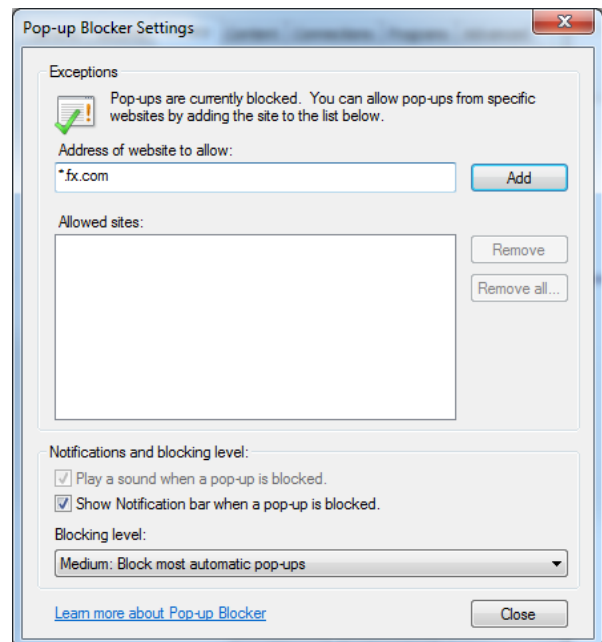 Pop-up Blocker Settings
Exceptions
Pop-ups are currently blocked. You can allow pop-ups from specific
websites by adding the site to the list below.
Address of website to allow:
*.fx.com
Add
Allowed sites:
Remove
Remove all...
Notifications and blocking level:
Play a sound when a pop-up is blocked.
Show Notification bar when a pop-up is blocked.
Blocking level:
Medium: Block most automatic pop-ups
Learn more about Pop-up Blocker
Close